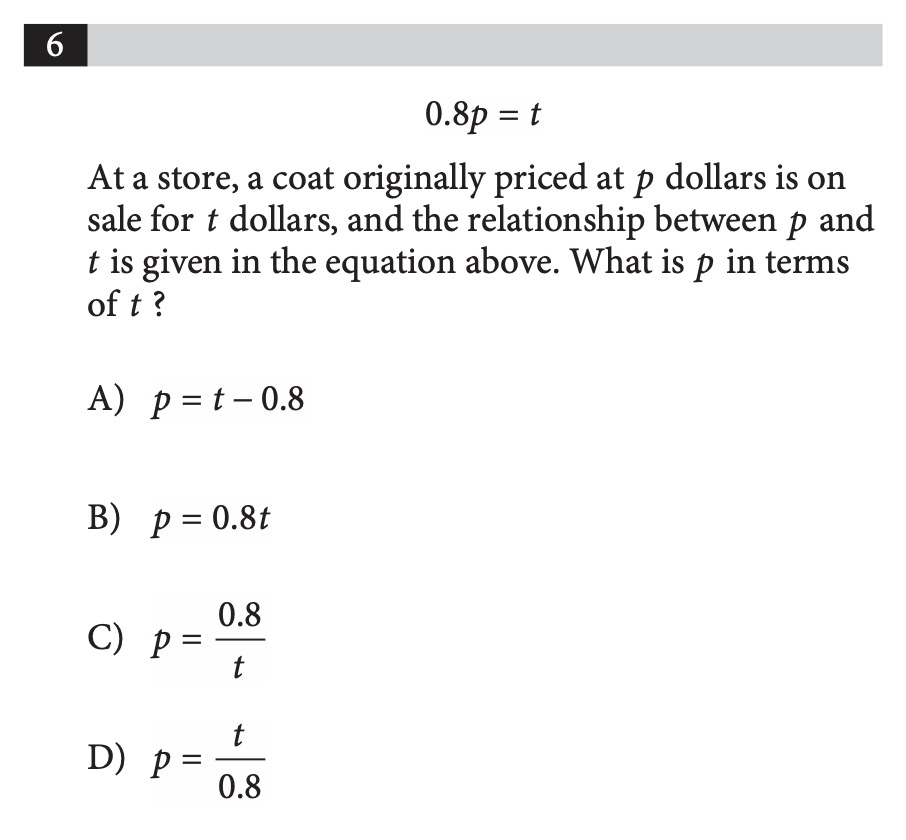 6
0.8p = t
At a store, a coat originally priced at p dollars is on
sale for t dollars, and the relationship between p and
t is given in the equation above. What is p in terms
of t ?
A) p = t – 0.8
B) p = 0.8t
C) p = 0.8/t
D) p = t/0.8